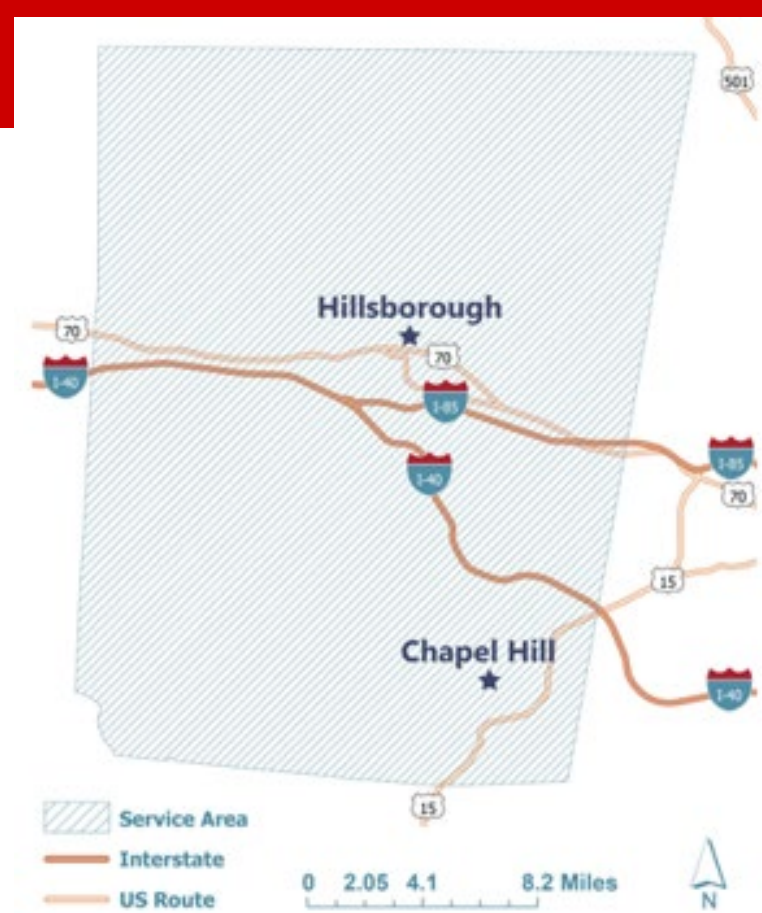 501
Hillsborough
70
70
I-40
I-85
I-85
I-40
70
15
Chapel Hill
I-40
15
Service Area
Interstate
US Route
0 2.05 4.1 8.2 Miles
N